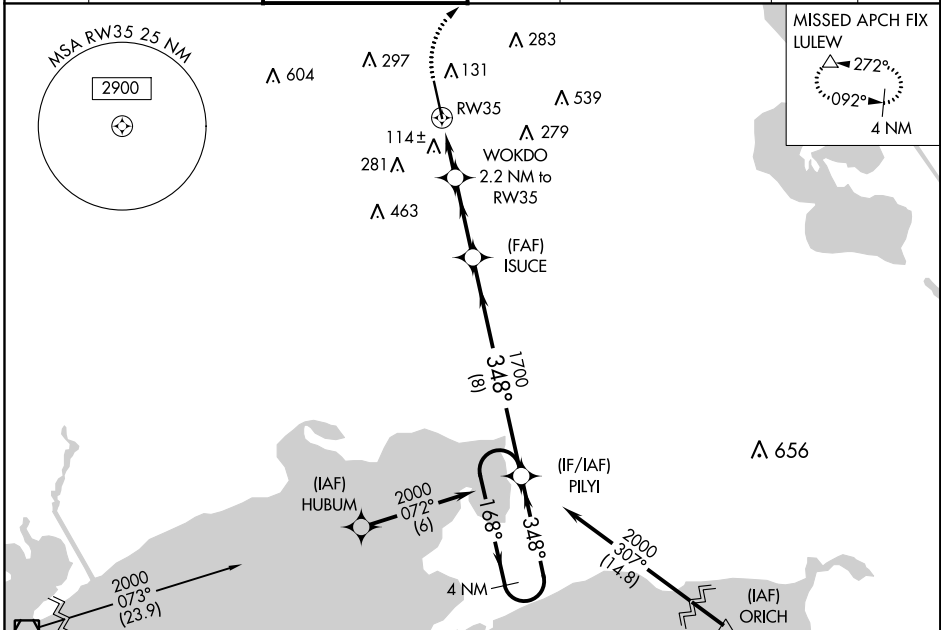 MSA RW35 25 NM
2900
604
297
283
131
539
RW35
279
114±
281
WOKDO
2.2 NM to
RW35
463
(FAF)
ISUCE
1700
348°
(8)
656
(IF/IAF)
PILYI
(IAF)
HUBUM
2000
072°
(6)
168°
348°
4 NM
2000
307°
(14.8)
(IAF)
ORICH
2000
073°
(23.9)
MISSED APCH FIX
LULEW
272°
092°
4 NM